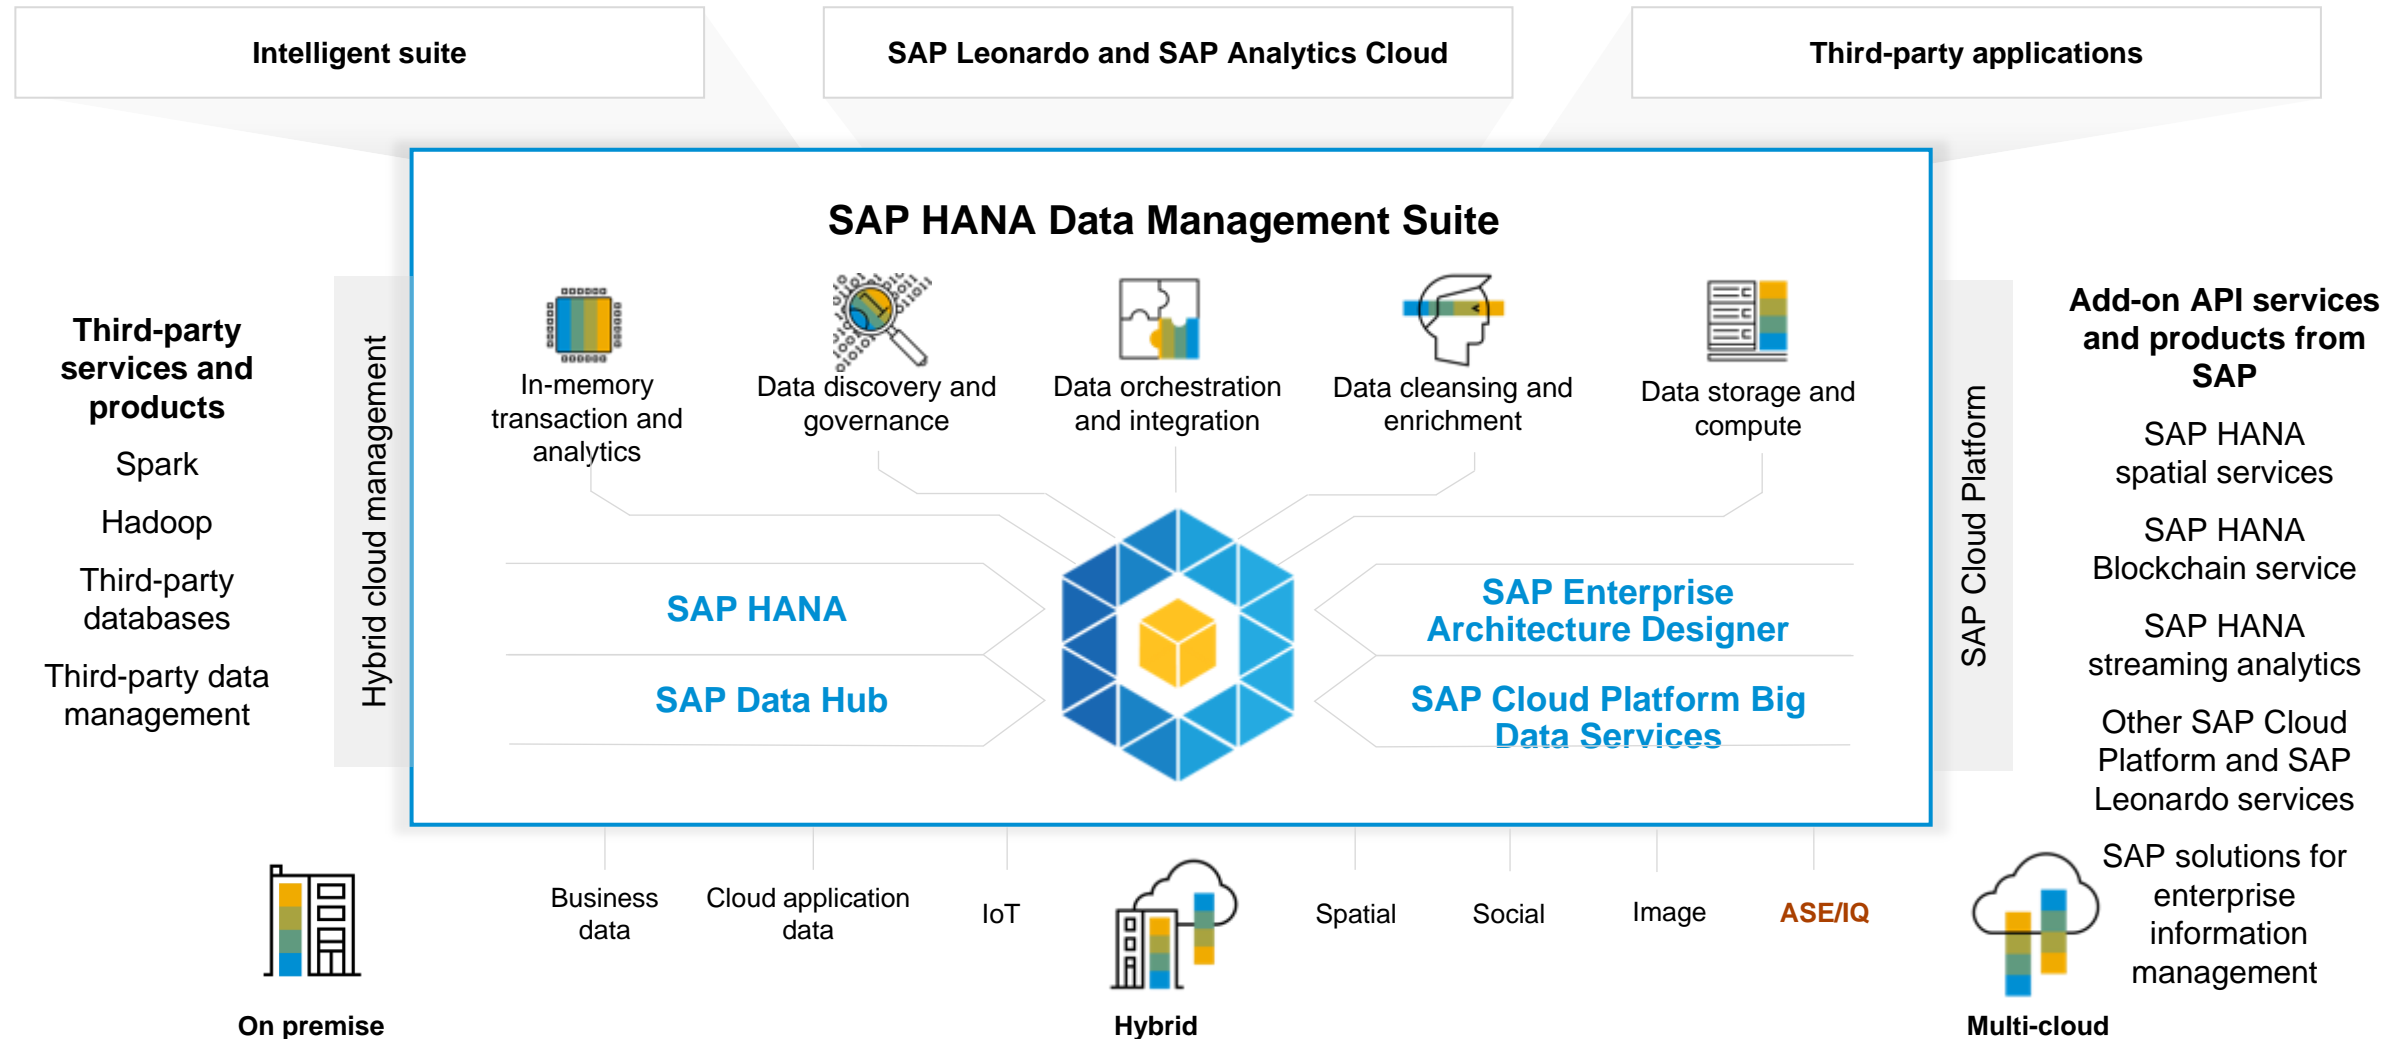 Intelligent suite
SAP Leonardo and SAP Analytics Cloud
Third-party applications
SAP HANA Data Management Suite
In-memory
transaction and
analytics
Data discovery and
governance
Data orchestration
and integration
Data cleansing and
enrichment
Data storage and
compute
Third-party
services and
products
Spark
Hadoop
Third-party
databases
Third-party data
management
Hybrid cloud management
SAP HANA
SAP Data Hub
SAP Enterprise
Architecture Designer
SAP Cloud Platform Big
Data Services
SAP Cloud Platform
Add-on API services
and products from
SAP
SAP HANA
spatial services
SAP HANA
Blockchain service
SAP HANA
streaming analytics
Other SAP Cloud
Platform and SAP
Leonardo services
SAP solutions for
enterprise
information
management
Business
data
Cloud application
data
IoT
Spatial
Social
Image
ASE/IQ
On premise
Hybrid
Multi-cloud